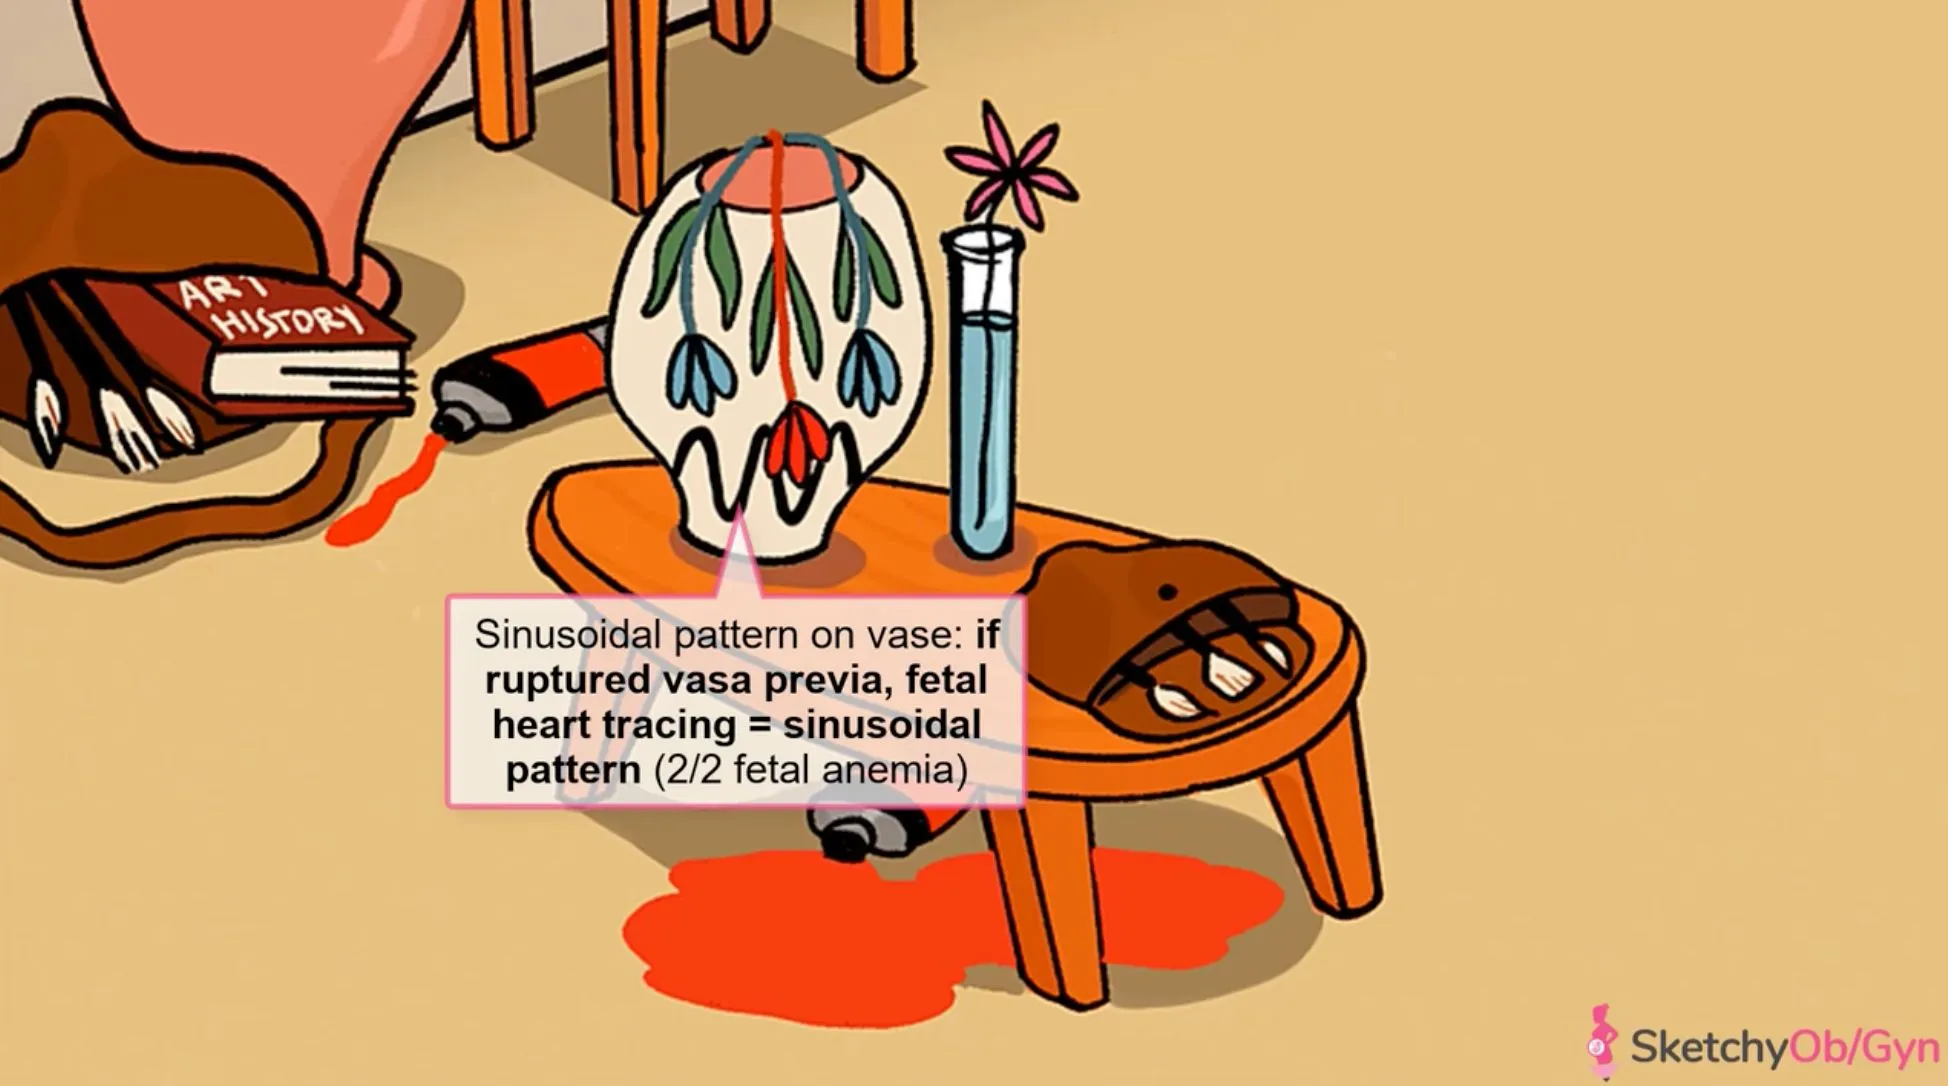 ART
HISTORY
Sinusoidal pattern on vase: if
ruptured vasa previa, fetal
heart tracing = sinusoidal
pattern (2/2 fetal anemia)
SketchyOb/Gyn